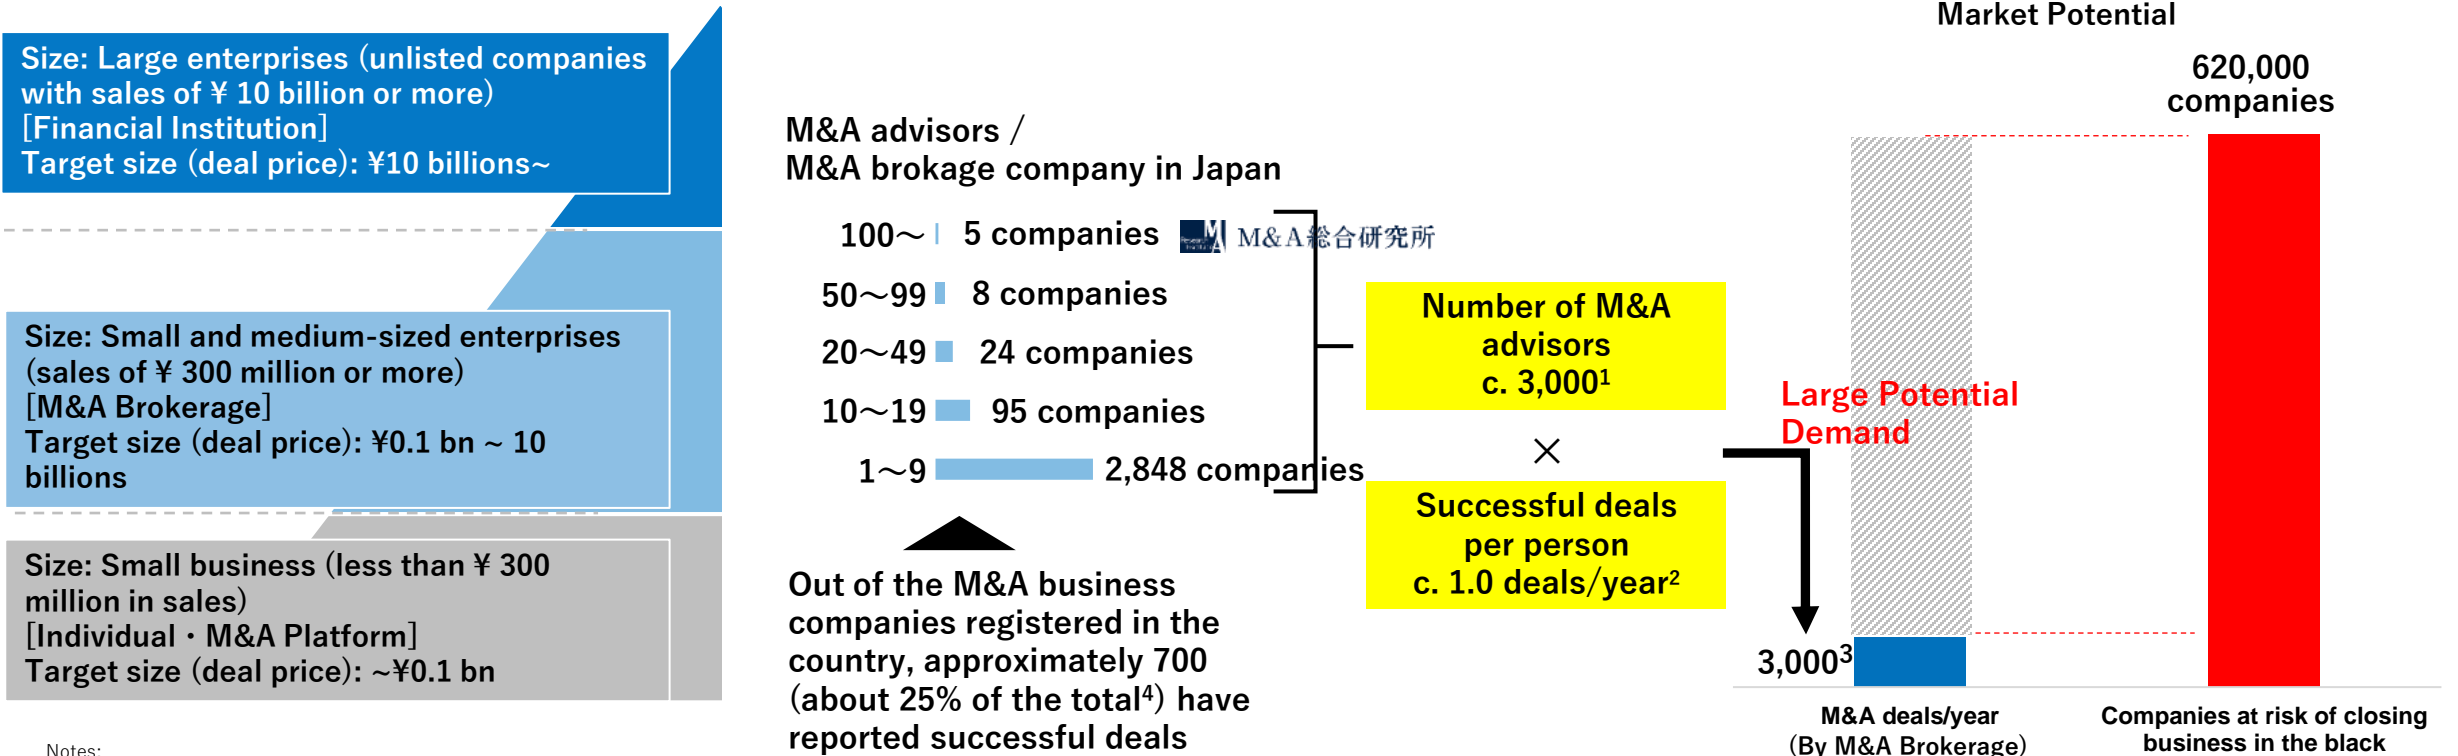 Size: Large enterprises (unlisted companies
with sales of ¥ 10 billion or more)
[Financial Institution]
Target size (deal price): ¥10 billions~
Size: Small and medium-sized enterprises
(sales of ¥ 300 million or more)
[M&A Brokerage]
Target size (deal price): ¥0.1 bn ~ 10
billions
Size: Small business (less than ¥ 300
million in sales)
[Individual・M&A Platform]
Target size (deal price): ~¥0.1 bn
Notes:
M&A advisors /
M&A brokage company in Japan
100～ 5 companies M&A総合研究所
50～99 8 companies
20～49 24 companies
10～19 95 companies
1～9 2,848 companies
Out of the M&A business
companies registered in the
country, approximately 700
(about 25% of the total⁴) have
reported successful deals
Number of M&A
advisors
c. 3,000¹
×
Successful deals
per person
c. 1.0 deals/year²
Market Potential
620,000
companies
Large Potential
Demand
3,000³
M&A deals/year
(By M&A Brokerage)
Companies at risk of closing
business in the black